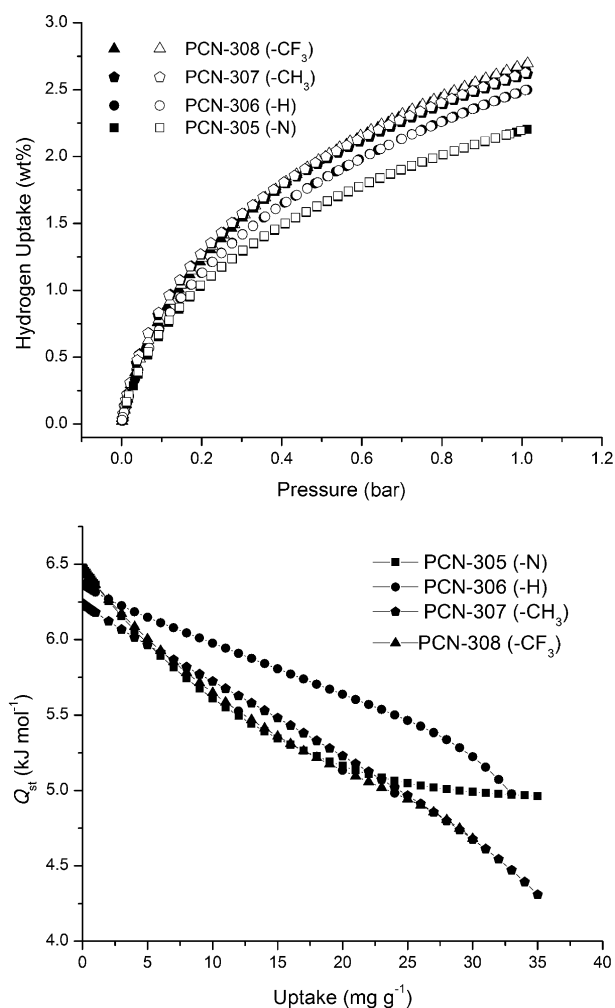 3.0
2.5
2.0
1.5
1.0
0.5
0.0
Hydrogen Uptake (wt%)
PCN-308 (-CF₃)
PCN-307 (-CH₃)
PCN-306 (-H)
PCN-305 (-N)
0.0 0.2 0.4 0.6 0.8 1.0 1.2
Pressure (bar)
6.5
6.0
5.5
5.0
4.5
4.0
Qst (kJ mol⁻¹)
PCN-305 (-N)
PCN-306 (-H)
PCN-307 (-CH₃)
PCN-308 (-CF₃)
0 5 10 15 20 25 30 35 40
Uptake (mg g⁻¹)